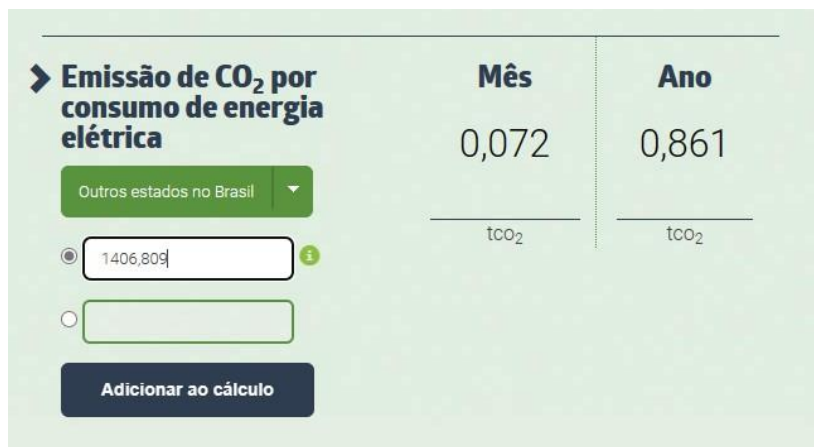 Emissão de CO₂ por
consumo de energia
elétrica
Outros estados no Brasil
1406,809
i
Adicionar ao cálculo
Mês
0,072
tco₂
Ano
0,861
tco₂